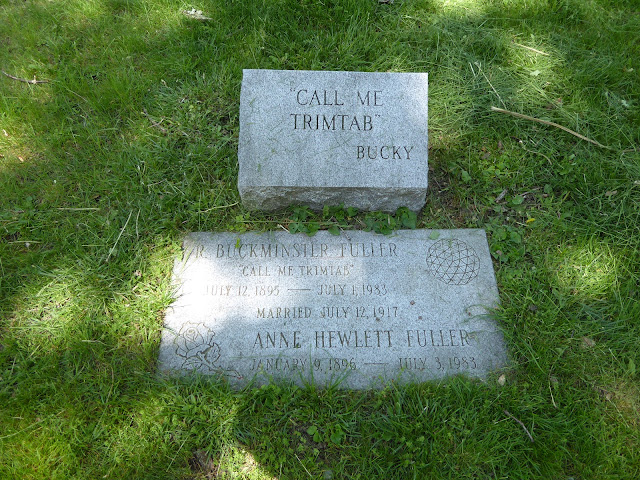 "CALL ME
TRIMTAB"
BUCKY
R. BUCKMINSTER FULLER
"CALL ME TRIMTAB"
JULY 12, 1895 — JULY 1, 1983
MARRIED JULY 12, 1917
ANNE HEWLETT FULLER
JANUARY 9, 1896 — JULY 3, 1983